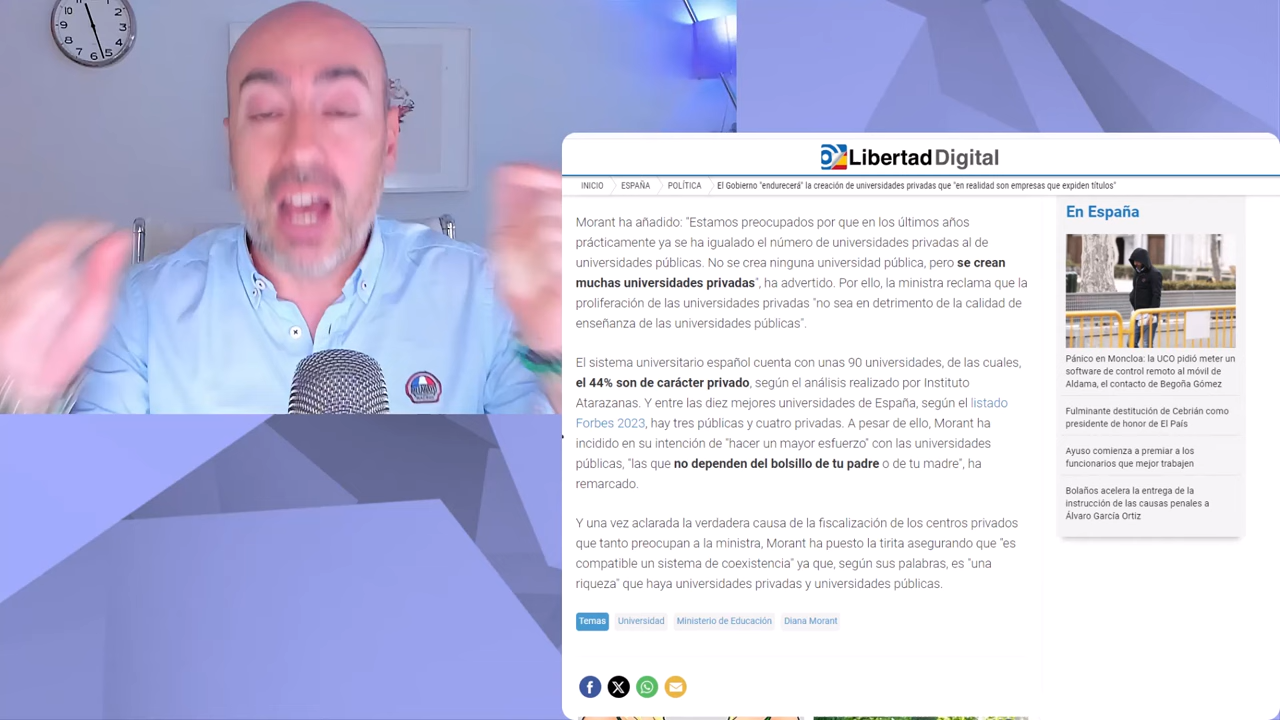 Libertad Digital
INICIO
ESPAÑA
POLÍTICA
El Gobierno "endurecerá" la creación de universidades privadas que "en realidad son empresas que expiden títulos"
Morant ha añadido: "Estamos preocupados por que en los últimos años
prácticamente ya se ha igualado el número de universidades privadas al de
universidades públicas. No se crea ninguna universidad pública, pero se crean
muchas universidades privadas", ha advertido. Por ello, la ministra reclama que la
proliferación de las universidades privadas "no sea en detrimento de la calidad de
enseñanza de las universidades públicas".
El sistema universitario español cuenta con unas 90 universidades, de las cuales,
el 44% son de carácter privado, según el análisis realizado por Instituto
Atarazanas. Y entre las diez mejores universidades de España, según el listado
Forbes 2023, hay tres públicas y cuatro privadas. A pesar de ello, Morant ha
incidido en su intención de "hacer un mayor esfuerzo" con las universidades
públicas, "las que no dependen del bolsillo de tu padre o de tu madre", ha
remarcado.
Y una vez aclarada la verdadera causa de la fiscalización de los centros privados
que tanto preocupan a la ministra, Morant ha puesto la tirita asegurando que "es
compatible un sistema de coexistencia" ya que, según sus palabras, es "una
riqueza" que haya universidades privadas y universidades públicas.
Temas
Universidad
Ministerio de Educación
Diana Morant
En España
Pánico en Moncloa: la UCO pidió meter un
software de control remoto al móvil de
Aldama, el contacto de Begoña Gómez
Fulminante destitución de Cebrián como
presidente de honor de El País
Ayuso comienza a premiar a los
funcionarios que mejor trabajen
Bolaños acelera la entrega de la
instrucción de las causas penales a
Álvaro García Ortiz